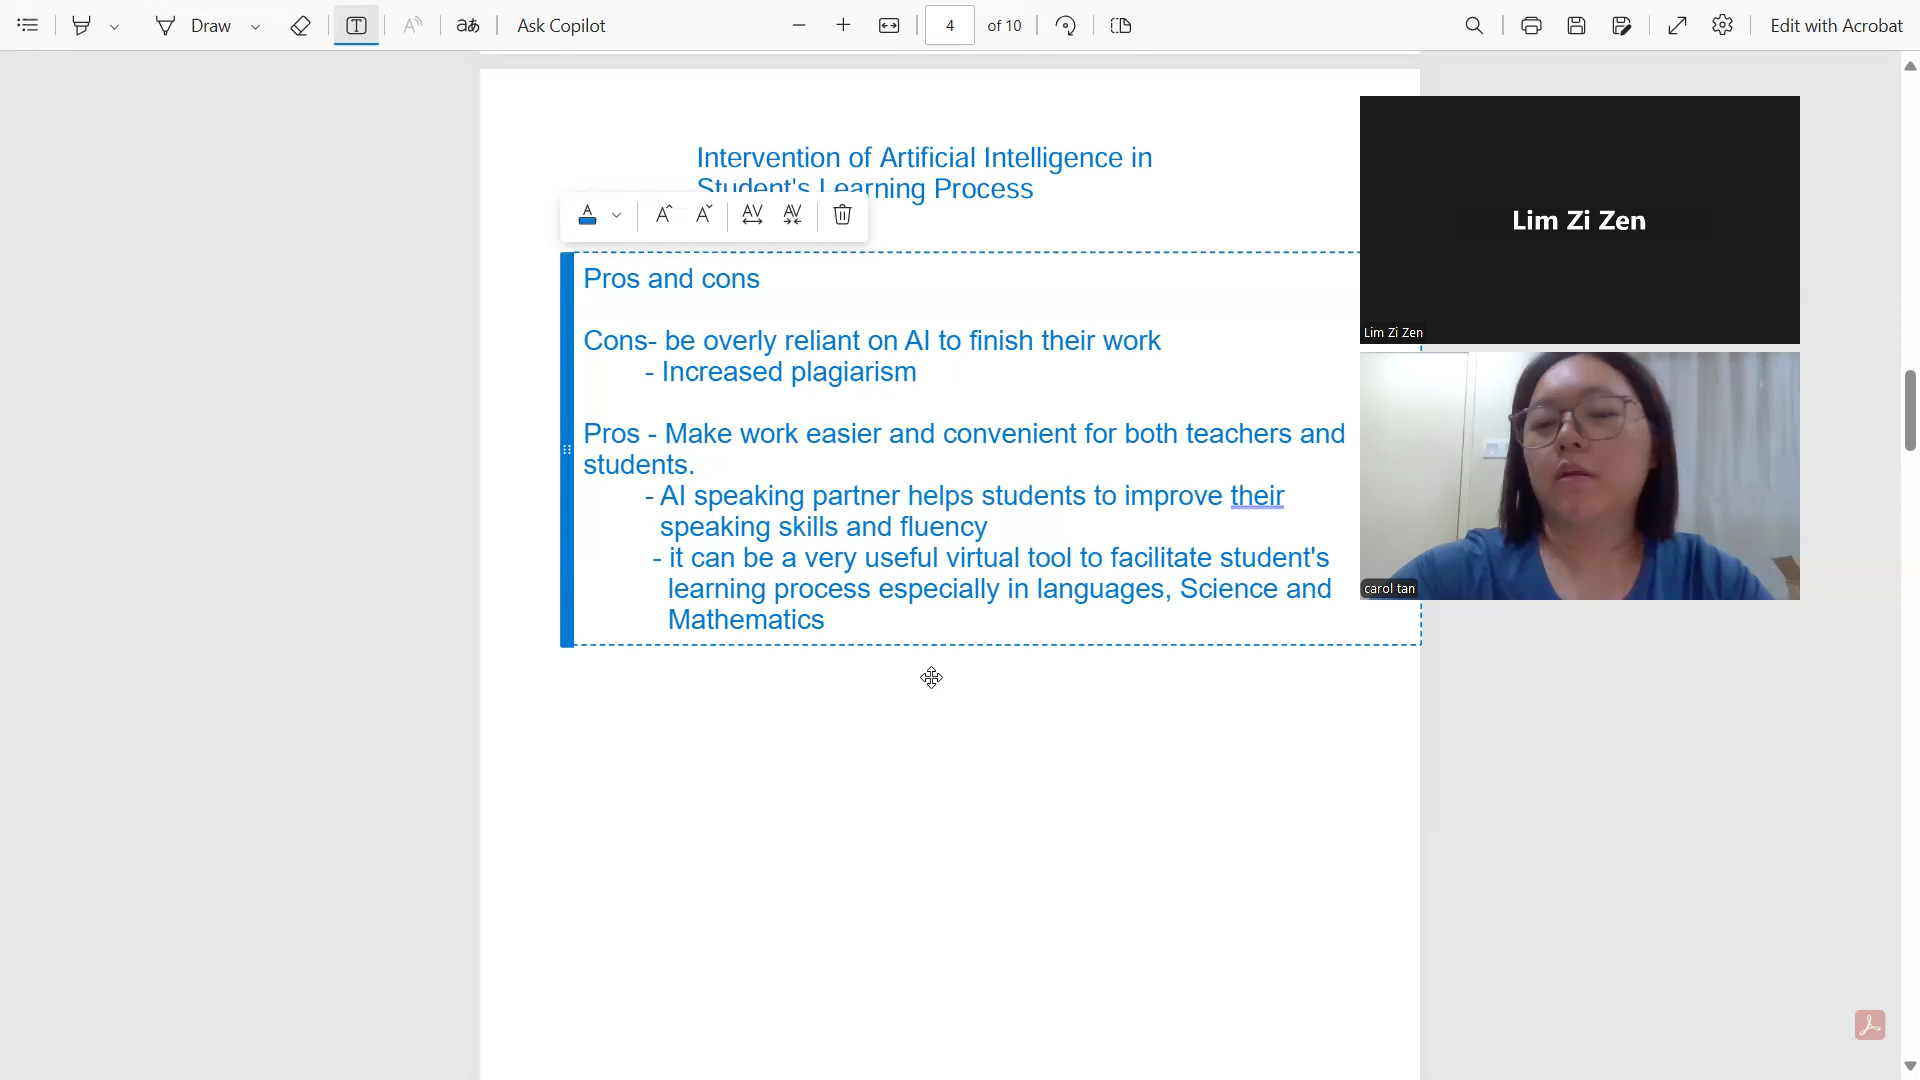 Draw
aあ
Ask Copilot
4
of 10
Edit with Acrobat
Intervention of Artificial Intelligence in
Student's Learning Process
A
A
A
AV
AV
Pros and cons
Cons- be overly reliant on AI to finish their work
- Increased plagiarism
Pros - Make work easier and convenient for both teachers and
students.
- AI speaking partner helps students to improve their
speaking skills and fluency
- it can be a very useful virtual tool to facilitate student's
learning process especially in languages, Science and
Mathematics
Lim Zi Zen
Lim Zi Zen
carol tan